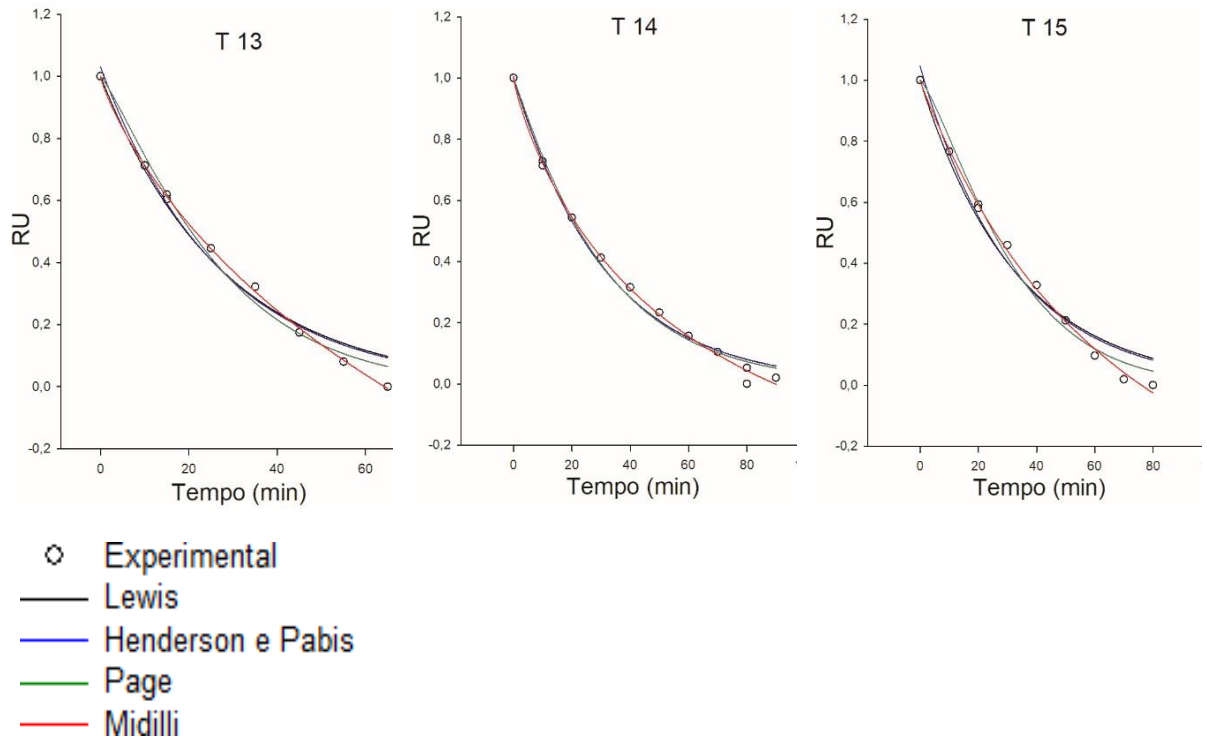 T 13
1,2
1,0
0,8
0,6
0,4
0,2
0,0
-0,2
RU
0 20 40 60
Tempo (min)
T 14
1,2
1,0
0,8
0,6
0,4
0,2
0,0
-0,2
RU
0 20 40 60 80
Tempo (min)
T 15
1,2
1,0
0,8
0,6
0,4
0,2
0,0
-0,2
RU
0 20 40 60 80
Tempo (min)
Experimental
Lewis
Henderson e Pabis
Page
Midilli